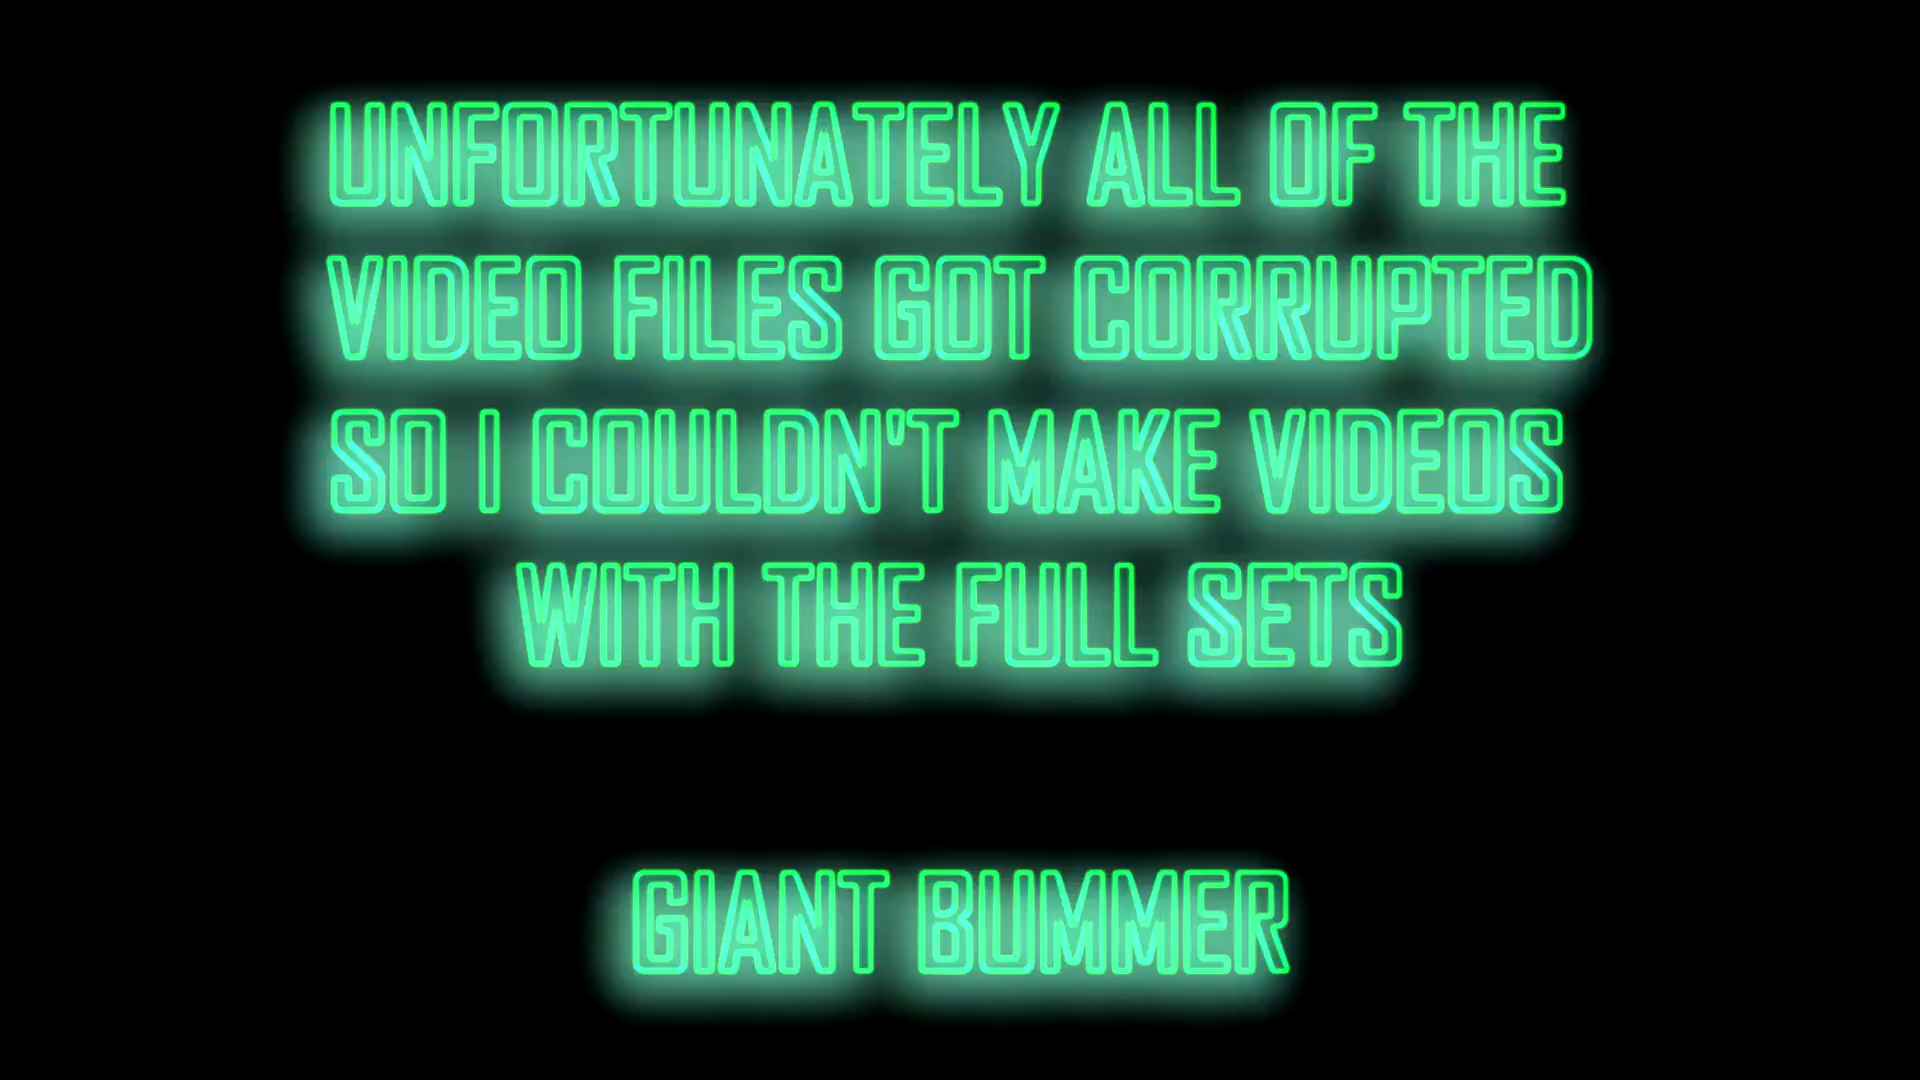 UNFORTUNATELY ALL OF THE
VIDEO FILES GOT CORRUPTED
SO I COULDN'T MAKE VIDEOS
WITH THE FULL SETS
GIANT BUMMER